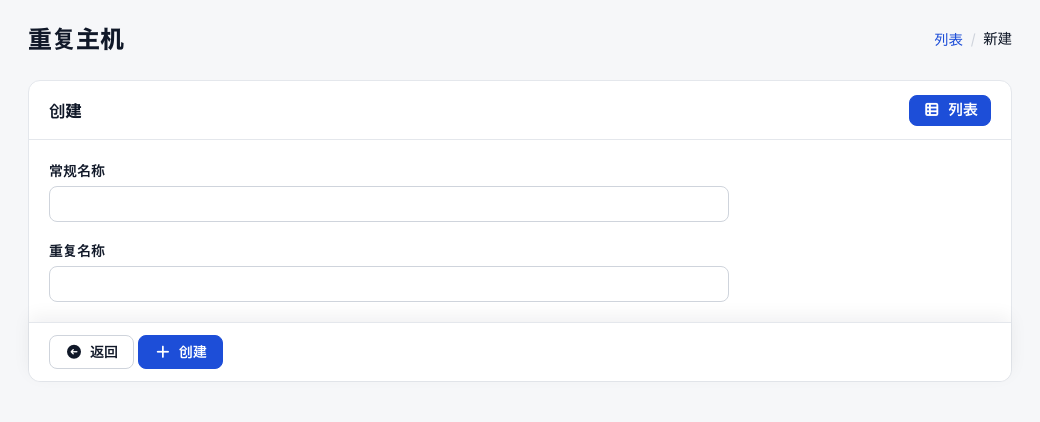 重复主机
列表 / 新建
创建
列表
常规名称
重复名称
返回
创建